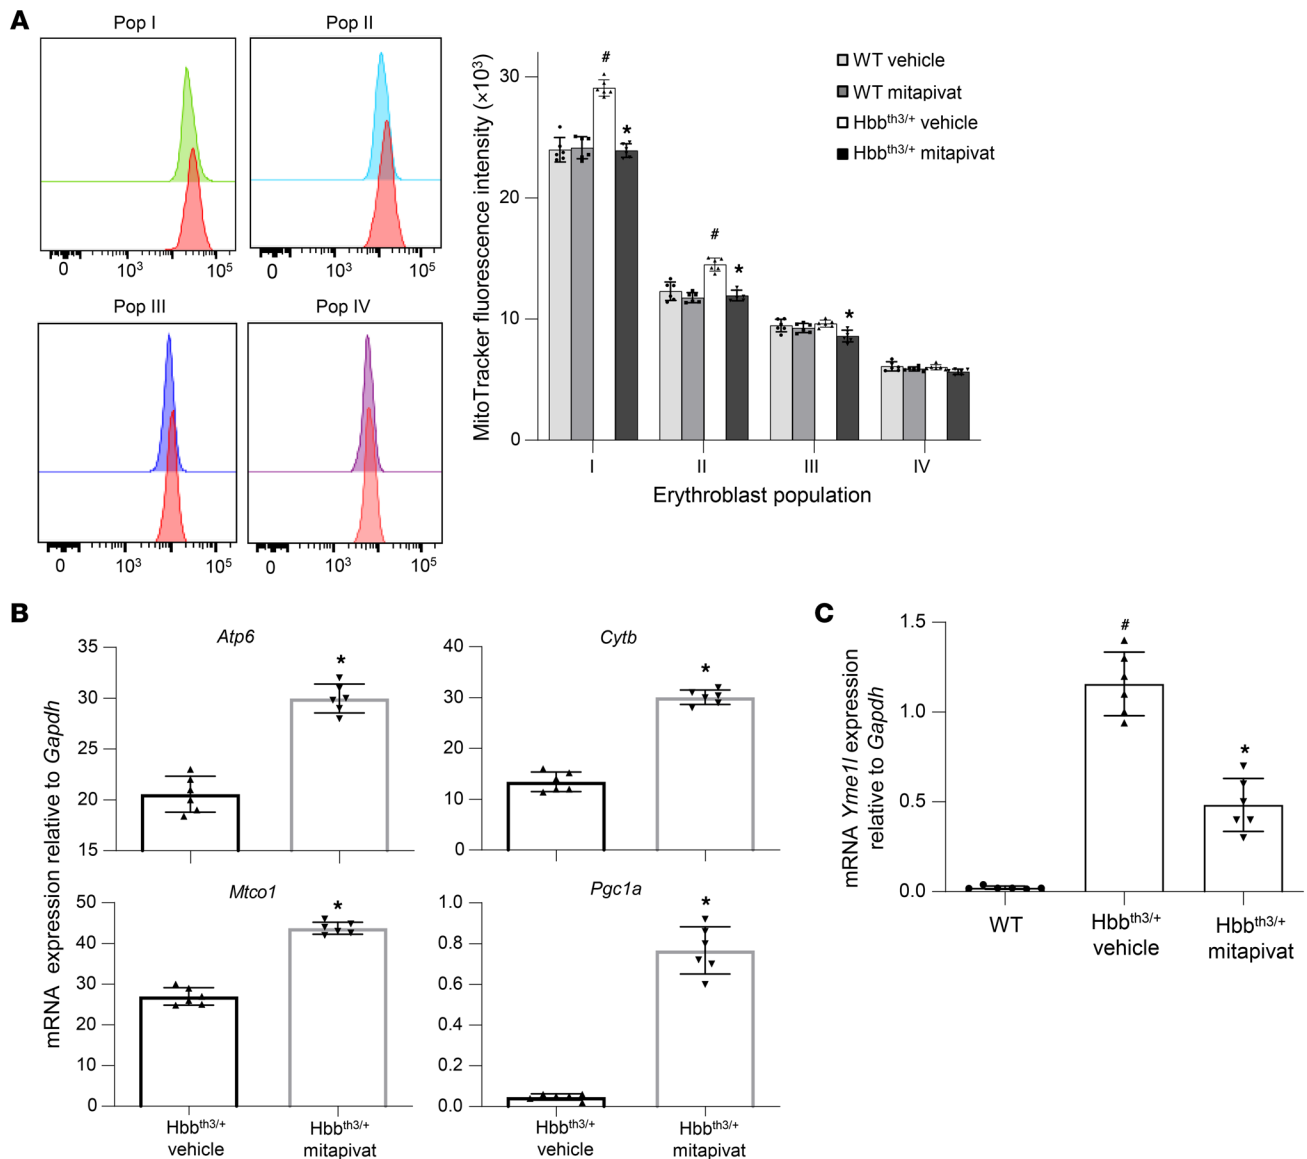 A
Pop I
Pop II
0 10³ 10⁵
0 10³ 10⁵
Pop III
Pop IV
0 10³ 10⁵
0 10³ 10⁵
MitoTracker fluorescence intensity (×10³)
30
20
10
0
#
*
#
*
*
I II III IV
Erythroblast population
WT vehicle
WT mitapivat
Hbbᵗʰ³/⁺ vehicle
Hbbᵗʰ³/⁺ mitapivat
B
mRNA expression relative to Gapdh
Atp6
35
30
25
20
15
*
Cytb
40
30
20
10
0
*
Mtco1
50
40
30
20
10
0
*
Hbbᵗʰ³/⁺
vehicle
Hbbᵗʰ³/⁺
mitapivat
Pgc1a
1.0
0.8
0.6
0.4
0.2
0.0
*
Hbbᵗʰ³/⁺
vehicle
Hbbᵗʰ³/⁺
mitapivat
C
mRNA Yme1l expression
relative to Gapdh
1.5
1.0
0.5
0.0
#
*
WT
Hbbᵗʰ³/⁺
vehicle
Hbbᵗʰ³/⁺
mitapivat